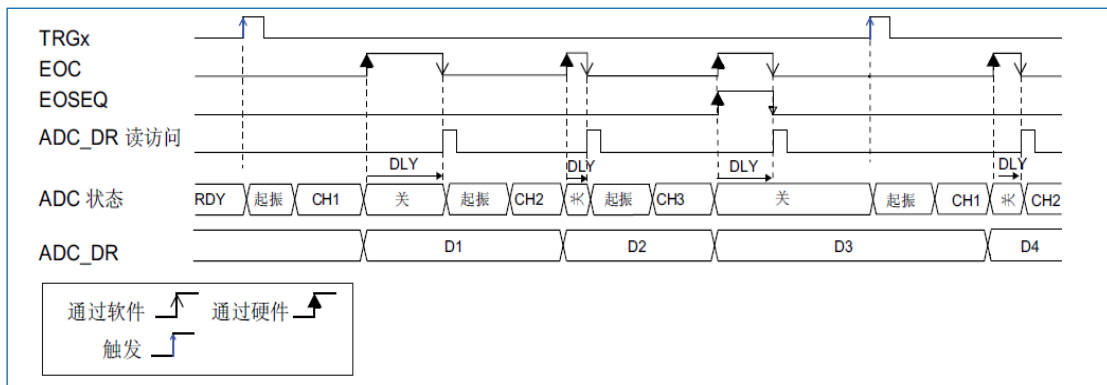 TRGx
EOC
EOSEQ
ADC_DR 读访问
DLY DLY DLY DLY
ADC 状态 RDY 起振 CH1 关 起振 CH2 关 起振 CH3 关 起振 CH1 关 CH2
ADC_DR D1 D2 D3 D4
通过软件 通过硬件
触发